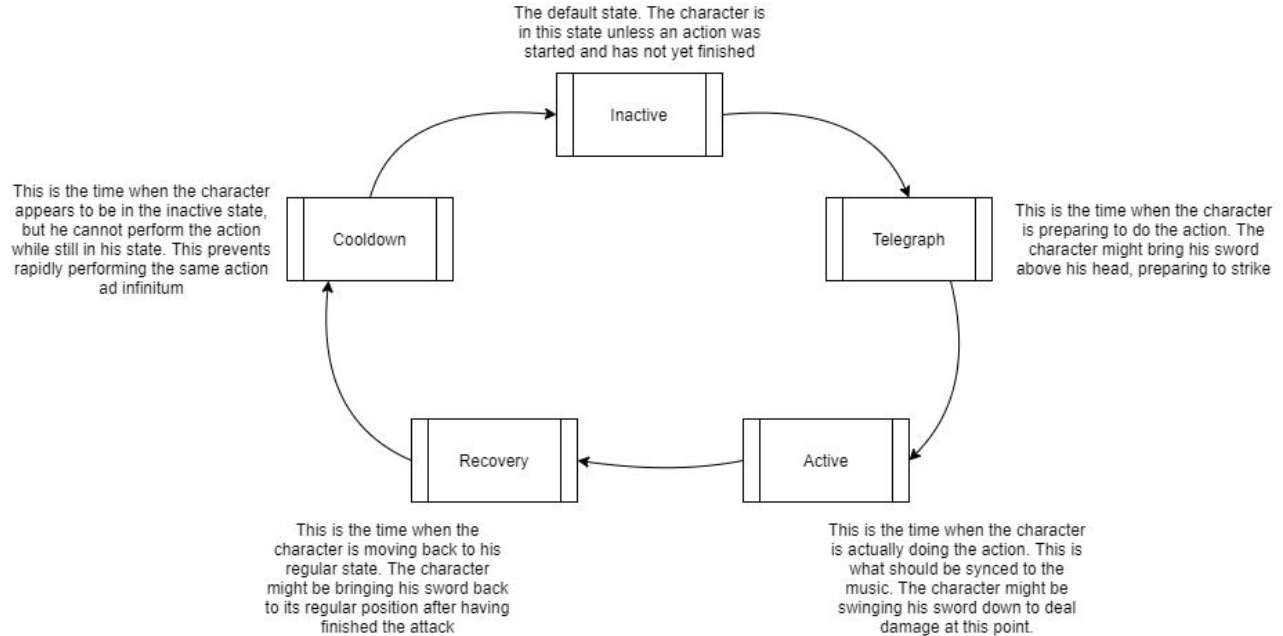 The default state. The character is
in this state unless an action was
started and has not yet finished
Inactive
This is the time when the character
appears to be in the inactive state,
but he cannot perform the action
while still in his state. This prevents
rapidly performing the same action
ad infinitum
Cooldown
Telegraph
This is the time when the character
is preparing to do the action. The
character might bring his sword
above his head, preparing to strike
Recovery
Active
This is the time when the
character is moving back to his
regular state. The character
might be bringing his sword back
to its regular position after having
finished the attack
This is the time when the character
is actually doing the action. This is
what should be synced to the
music. The character might be
swinging his sword down to deal
damage at this point.